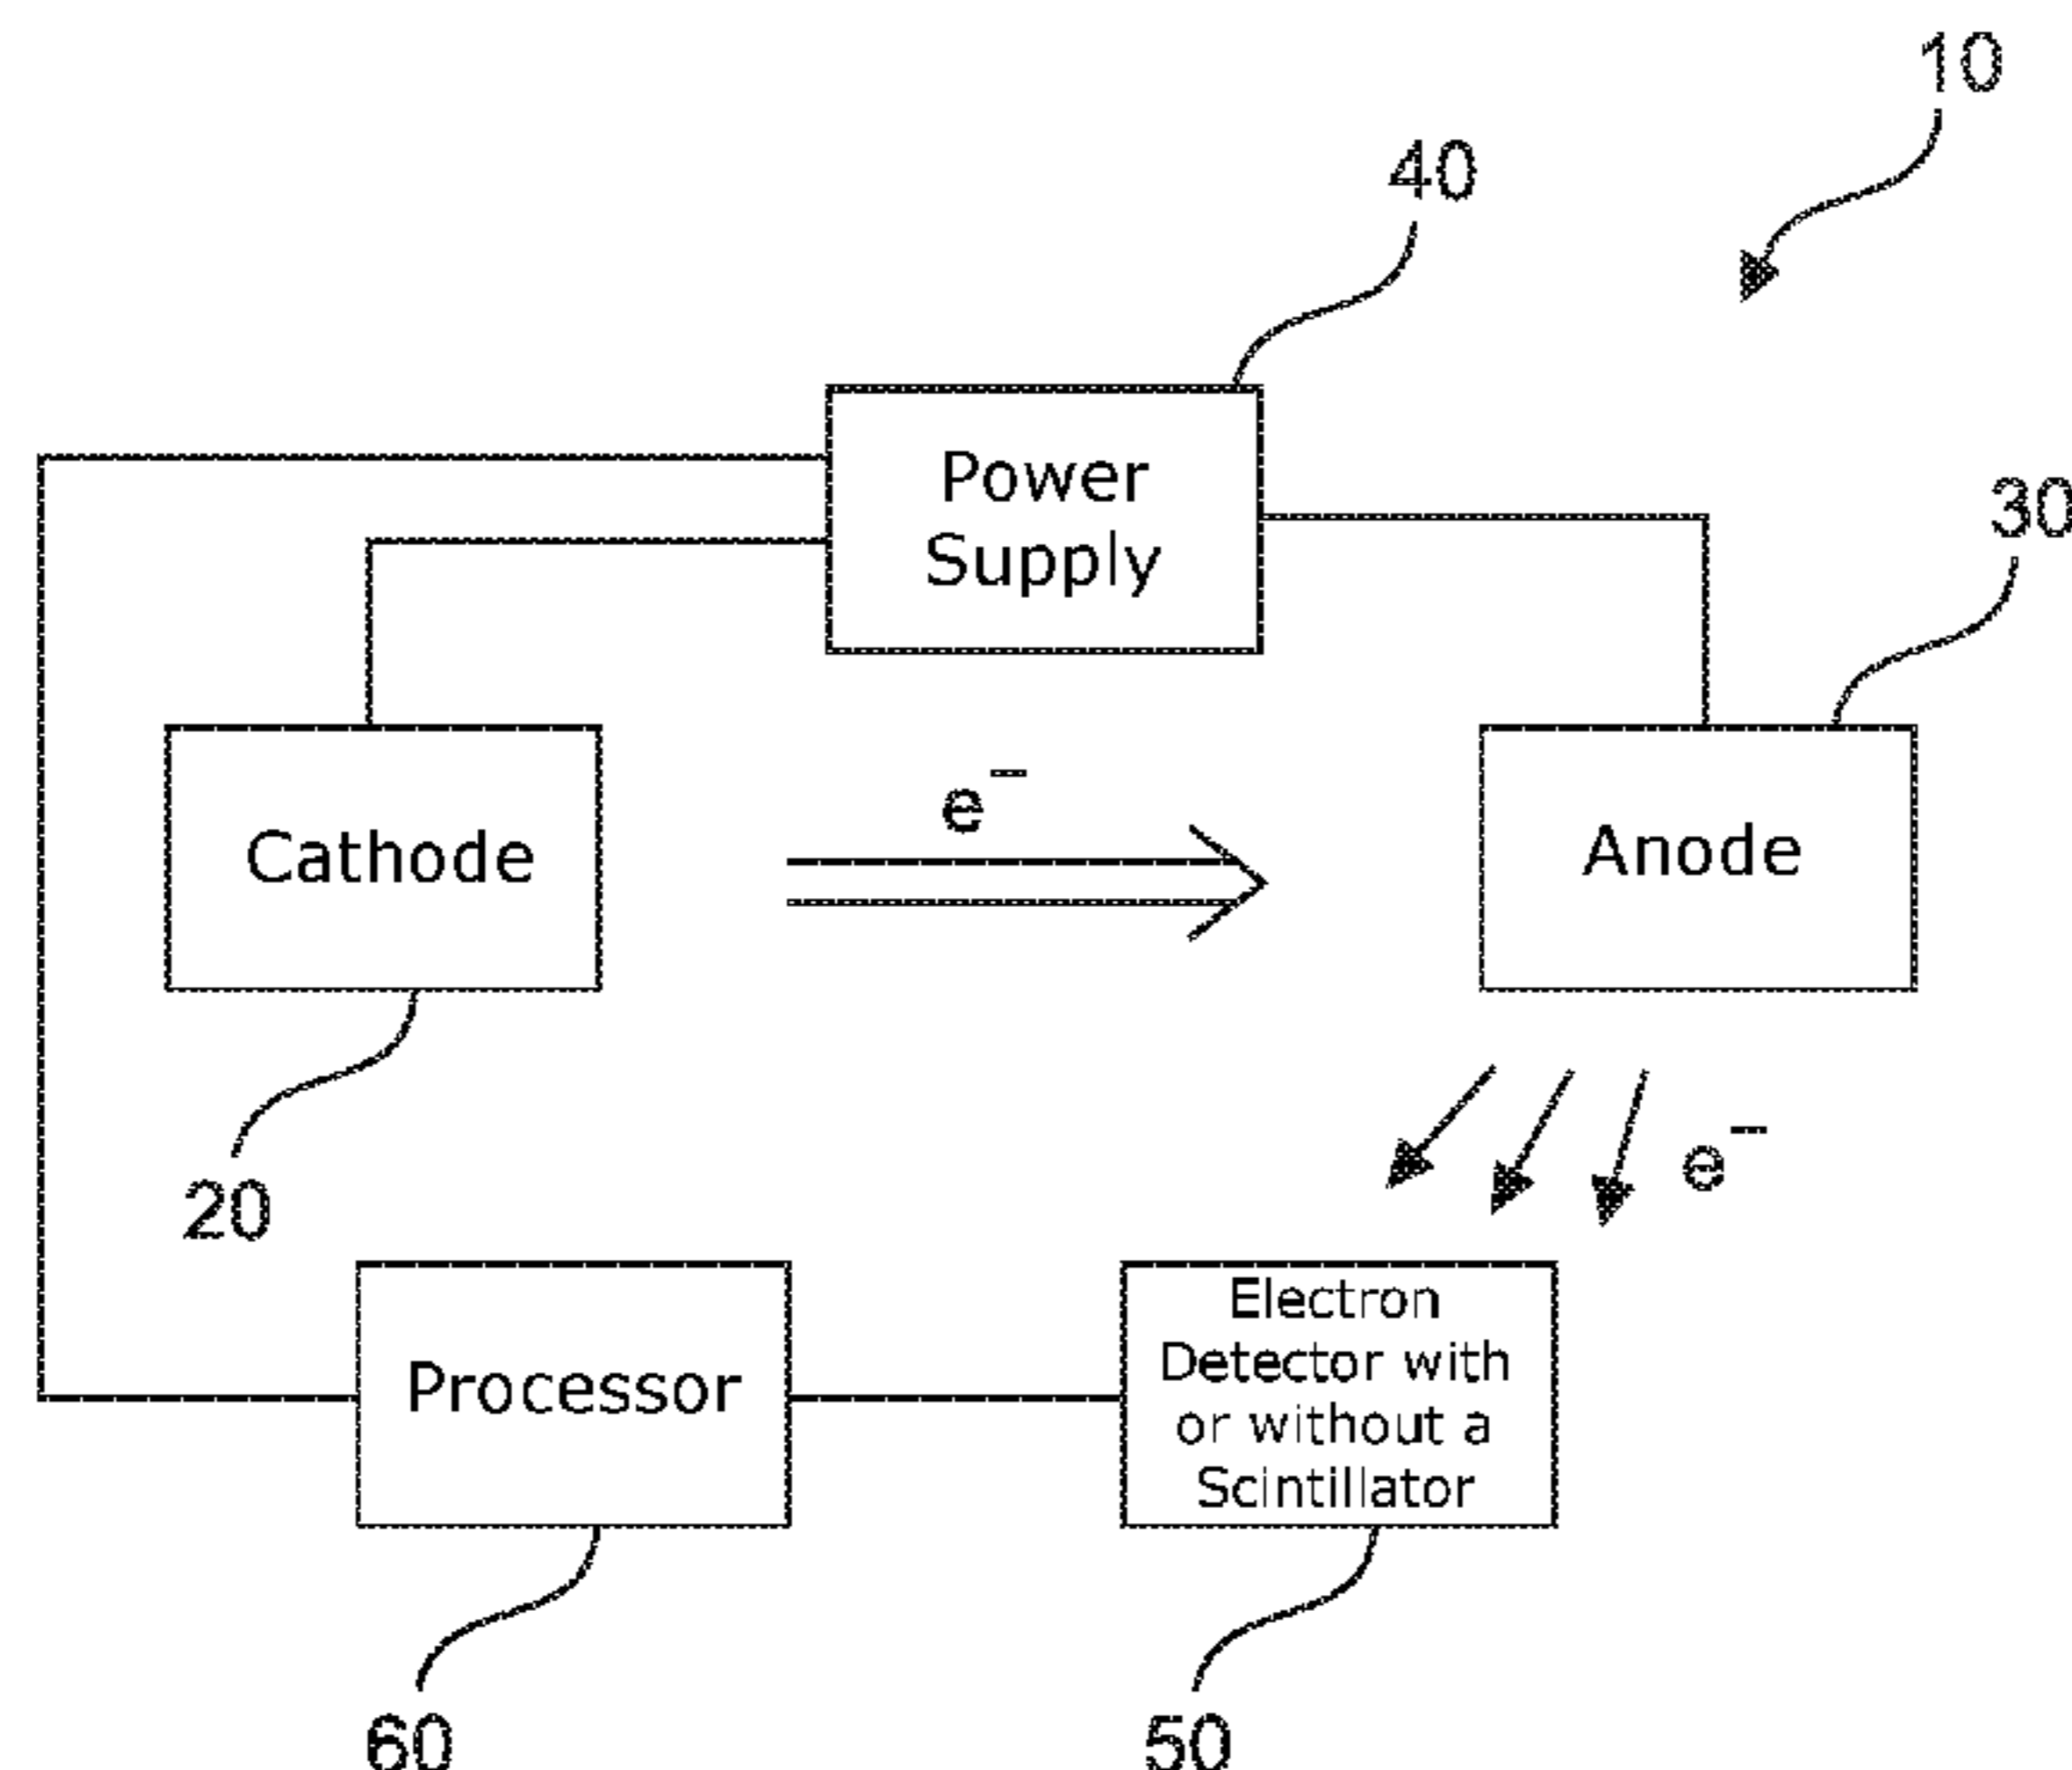 10
40
Power
Supply
30
e⁻
Cathode
Anode
e⁻
20
Electron
Detector with
or without a
Scintillator
Processor
60
50